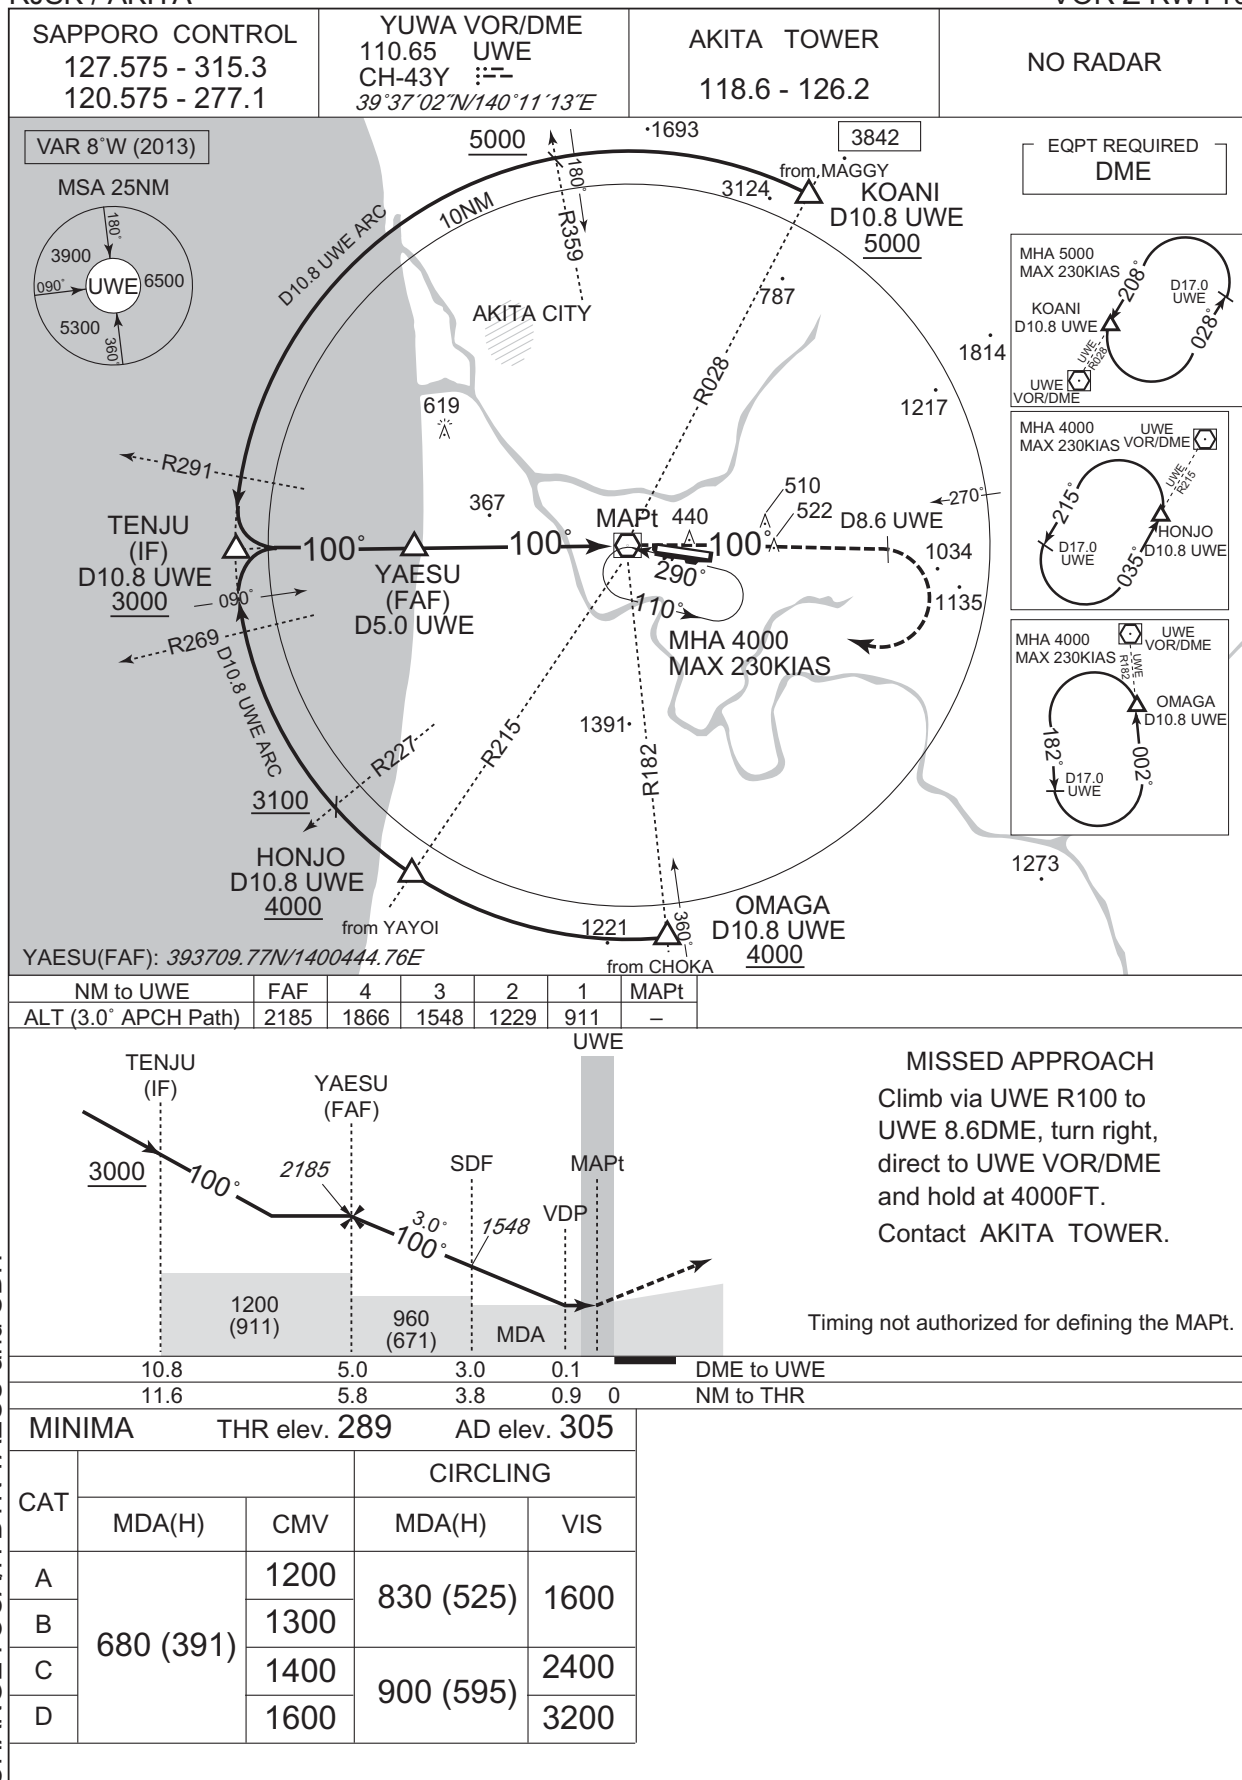 RJSK / AKITA
VOR Z RWY 10
SAPPORO CONTROL
127.575 - 315.3
120.575 - 277.1
YUWA VOR/DME
110.65 UWE
CH-43Y
39°37´02˝N/140°11´13˝E
AKITA TOWER
118.6 - 126.2
NO RADAR
VAR 8°W (2013)
MSA 25NM
180°
3900
090°
UWE
6500
5300
360°
5000
1693
3842
from MAGGY
KOANI
D10.8 UWE
5000
3124
10NM
D10.8 UWE ARC
180°
R359
787
AKITA CITY
R028
1814
1217
619
R291
367
510
522
270°
TENJU
(IF)
D10.8 UWE
3000
100°
YAESU
(FAF)
D5.0 UWE
100°
MAPt
440
100°
D8.6 UWE
1034
1135
290°
110°
MHA 4000
MAX 230KIAS
090°
R269
D10.8 UWE ARC
R227
R215
1391
R182
3100
HONJO
D10.8 UWE
4000
from YAYOI
1221
360°
from CHOKA
OMAGA
D10.8 UWE
4000
1273
YAESU(FAF): 393709.77N/1400444.76E
EQPT REQUIRED
DME
MHA 5000
MAX 230KIAS
208°
D17.0
UWE
KOANI
D10.8 UWE
028°
UWE
R028
UWE
VOR/DME
MHA 4000
MAX 230KIAS
UWE
VOR/DME
UWE
R215
215°
HONJO
D10.8 UWE
D17.0
UWE
035°
MHA 4000
MAX 230KIAS
UWE
VOR/DME
UWE
R182
OMAGA
D10.8 UWE
182°
002°
D17.0
UWE
NM to UWE FAF 4 3 2 1 MAPt
ALT (3.0° APCH Path) 2185 1866 1548 1229 911 –
TENJU
(IF)
YAESU
(FAF)
UWE
3000
100°
2185
SDF
MAPt
3.0°
100°
1548
VDP
1200
(911)
960
(671)
MDA
10.8 5.0 3.0 0.1 DME to UWE
11.6 5.8 3.8 0.9 0 NM to THR
MISSED APPROACH
Climb via UWE R100 to
UWE 8.6DME, turn right,
direct to UWE VOR/DME
and hold at 4000FT.
Contact AKITA TOWER.
Timing not authorized for defining the MAPt.
MINIMA THR elev. 289 AD elev. 305
CAT
CIRCLING
MDA(H) CMV MDA(H) VIS
A 1200
B 1300
830 (525) 1600
680 (391)
C 1400 2400
900 (595)
D 1600 3200